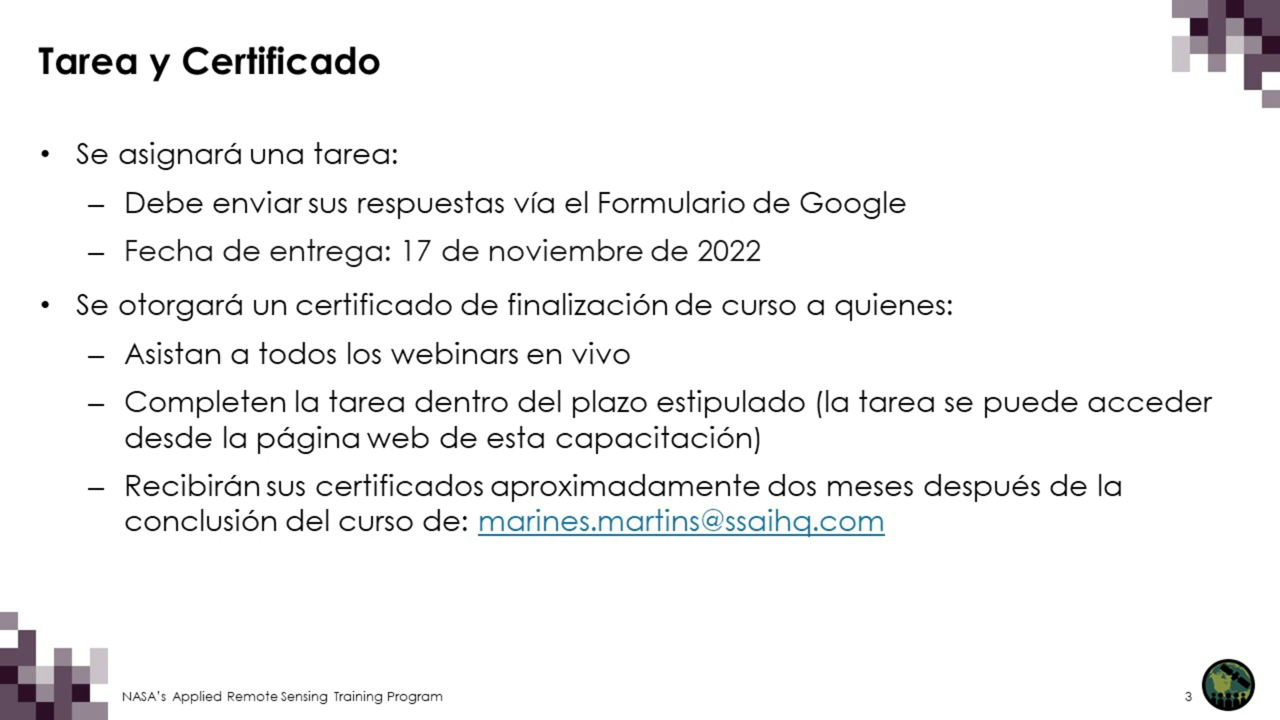 Tarea y Certificado
• Se asignará una tarea:
– Debe enviar sus respuestas vía el Formulario de Google
– Fecha de entrega: 17 de noviembre de 2022
• Se otorgará un certificado de finalización de curso a quienes:
– Asistan a todos los webinars en vivo
– Completen la tarea dentro del plazo estipulado (la tarea se puede acceder
desde la página web de esta capacitación)
– Recibirán sus certificados aproximadamente dos meses después de la
conclusión del curso de: marines.martins@ssaihq.com
NASA's Applied Remote Sensing Training Program
3